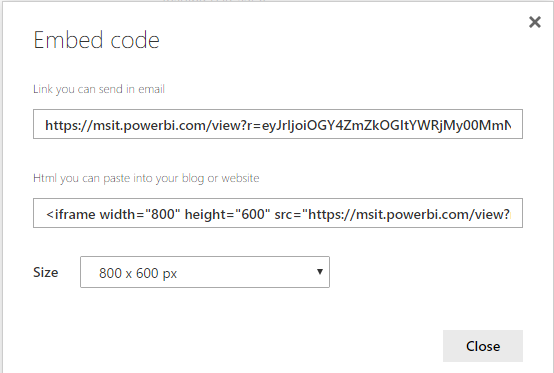 Embed code
Link you can send in email
https://msit.powerbi.com/view?r=eyJrIjoiOGY4ZmZkOGItYWRjMy00MmN
Html you can paste into your blog or website
<iframe width="800" height="600" src="https://msit.powerbi.com/view?
Size 800 x 600 px
Close